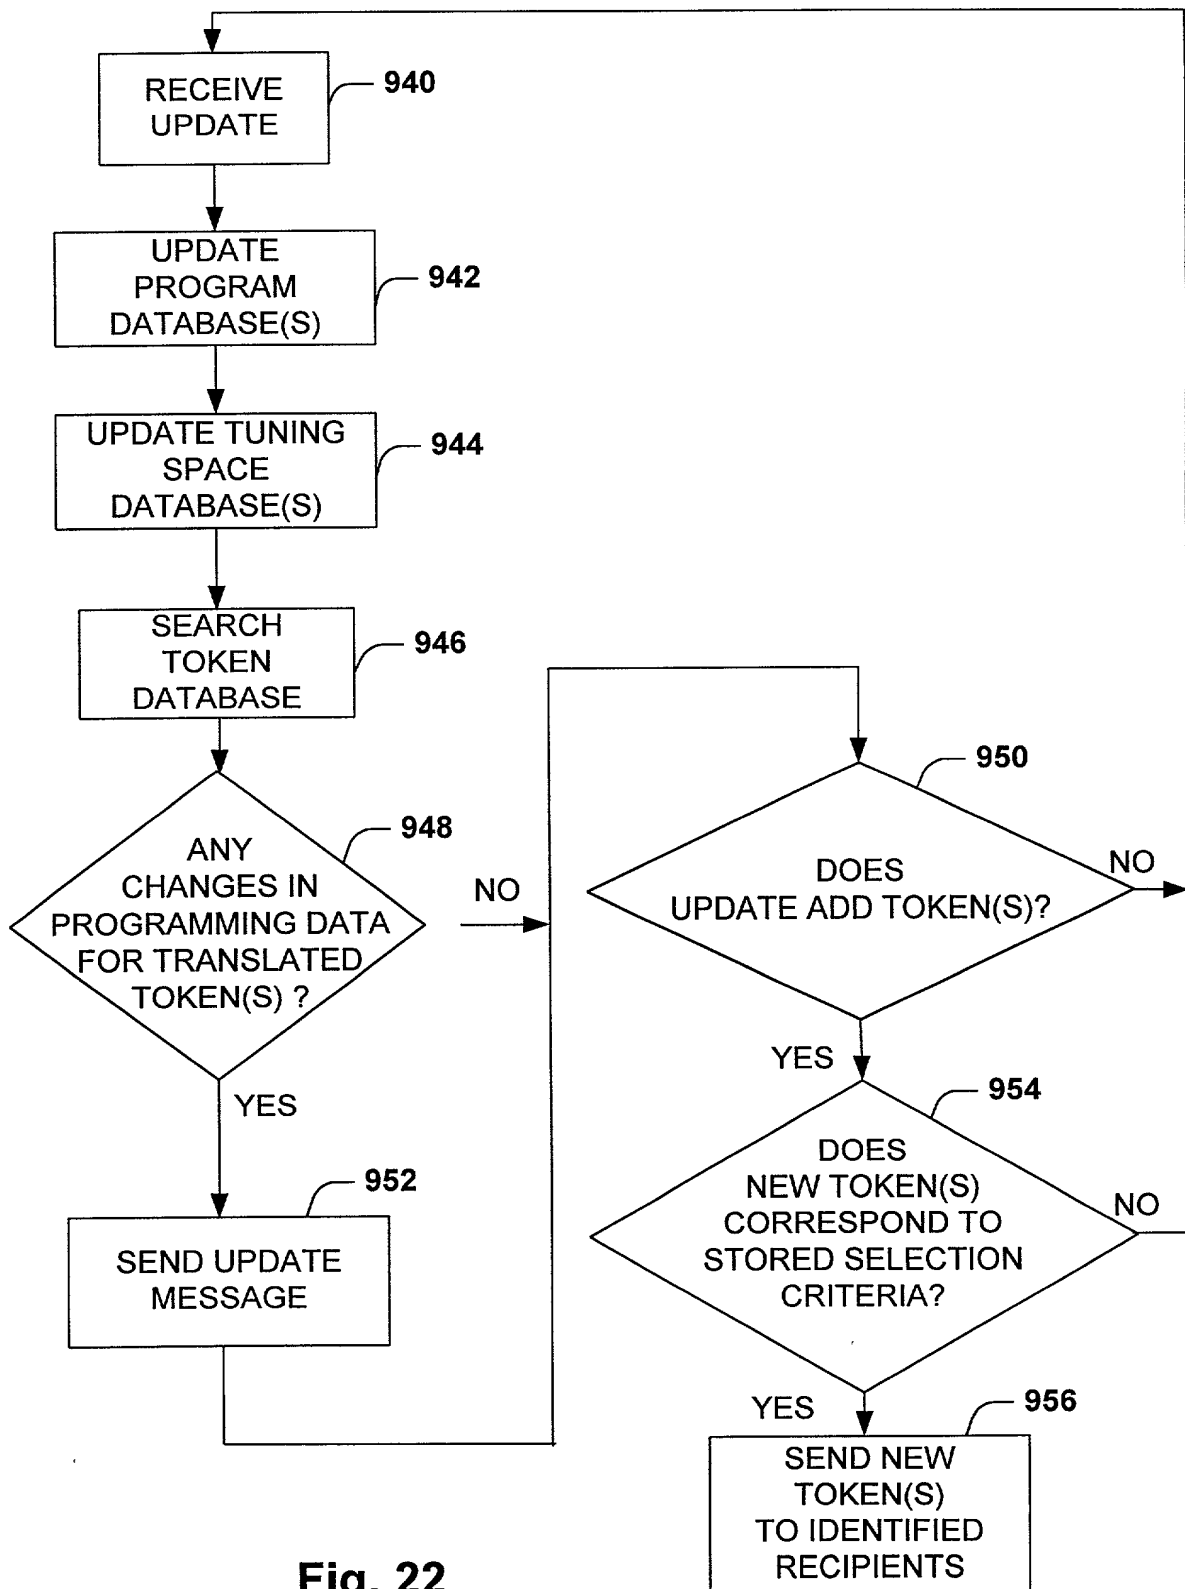 RECEIVE
UPDATE
940
UPDATE
PROGRAM
DATABASE(S)
942
UPDATE TUNING
SPACE
DATABASE(S)
944
SEARCH
TOKEN
DATABASE
946
ANY
CHANGES IN
PROGRAMMING DATA
FOR TRANSLATED
TOKEN(S) ?
948
NO
YES
SEND UPDATE
MESSAGE
952
DOES
UPDATE ADD TOKEN(S)?
950
NO
YES
DOES
NEW TOKEN(S)
CORRESPOND TO
STORED SELECTION
CRITERIA?
954
NO
YES
SEND NEW
TOKEN(S)
TO IDENTIFIED
RECIPIENTS
956
Fig. 22